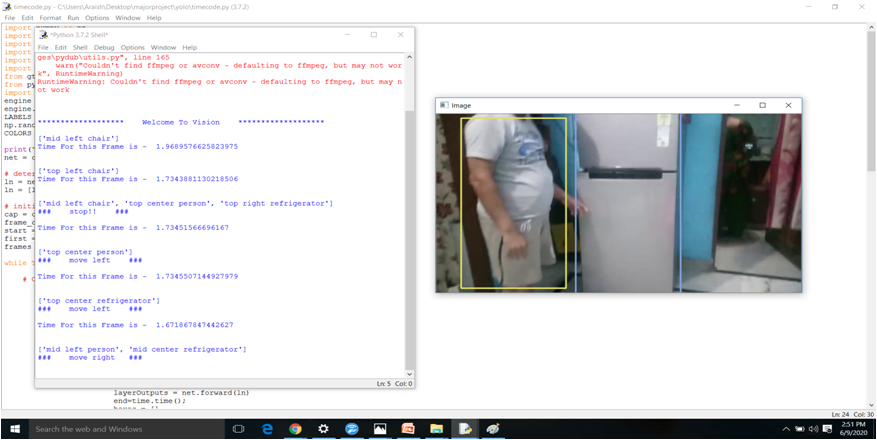 timecode.py - C:\Users\Araish\Desktop\majorproject\yolo\timecode.py (3.7.2)
File Edit Format Run Options Window Help
import
import
import
import
import
import
from
from
import
engine
engine.
LABELS
np.ran
COLORS
print(
net =
# deter
ln = ne
ln = [l
# initi
cap = c
frame_c
start =
first =
frames
while
#
*Python 3.7.2 Shell*
File Edit Shell Debug Options Window Help
ges\pydub\utils.py", line 165
warn("Couldn't find ffmpeg or avconv - defaulting to ffmpeg, but may not wor
k", RuntimeWarning)
RuntimeWarning: Couldn't find ffmpeg or avconv - defaulting to ffmpeg, but may n
ot work
******************* Welcome To Vision *******************
['mid left chair']
Time For this Frame is - 1.9689576625823975
['top left chair']
Time For this Frame is - 1.7343881130218506
['mid left chair', 'top center person', 'top right refrigerator']
### stop!! ###
Time For this Frame is - 1.73451566696167
['top center person']
### move left ###
Time For this Frame is - 1.7345507144927979
['top center refrigerator']
### move left ###
Time For this Frame is - 1.671867847442627
['mid left person', 'mid center refrigerator']
### move right ###
Ln: 5 Col: 0
layerOutputs = net.forward(ln)
end=time.time();
boxes = []
Image
Ln: 24 Col: 30
Search the web and Windows
2:51 PM
6/9/2020